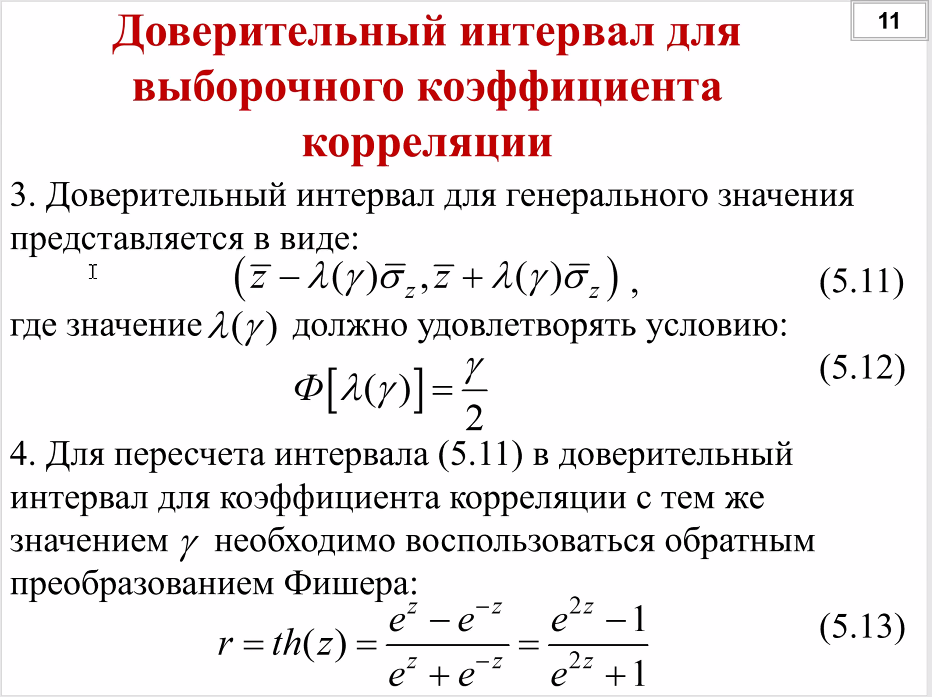 11
Доверительный интервал для
выборочного коэффициента
корреляции
3. Доверительный интервал для генерального значения
представляется в виде:
(z̅ − λ(γ)σ̅_z, z̅ + λ(γ)σ̅_z) , (5.11)
где значение λ(γ) должно удовлетворять условию:
Φ[λ(γ)] = γ/2 (5.12)
4. Для пересчета интервала (5.11) в доверительный
интервал для коэффициента корреляции с тем же
значением γ необходимо воспользоваться обратным
преобразованием Фишера:
r = th(z) = (e^z − e^−z)/(e^z + e^−z) = (e^2z − 1)/(e^2z + 1) (5.13)